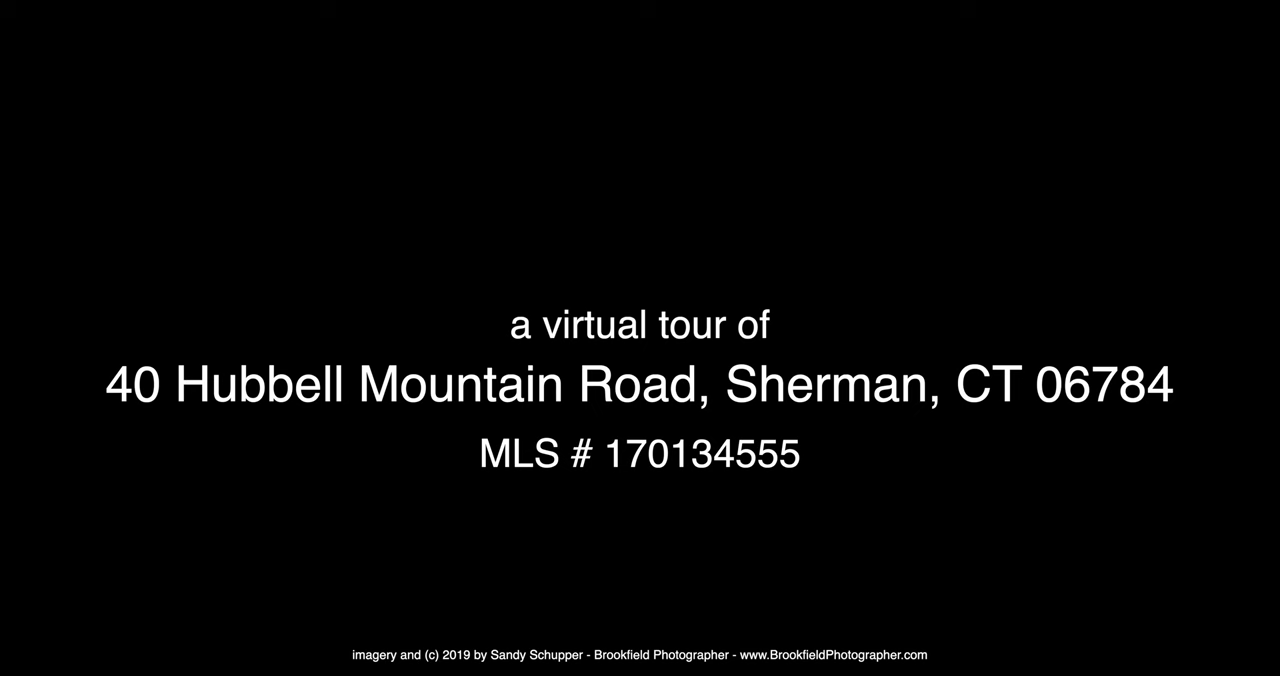 a virtual tour of
40 Hubbell Mountain Road, Sherman, CT 06784
MLS # 170134555
imagery and (c) 2019 by Sandy Schupper - Brookfield Photographer - www.BrookfieldPhotographer.com